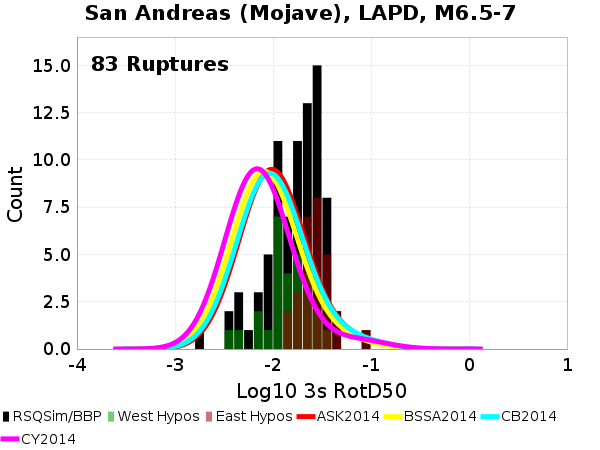 San Andreas (Mojave), LAPD, M6.5-7
83 Ruptures
Count
15.0
12.5
10.0
7.5
5.0
2.5
0.0
-4 -3 -2 -1 0 1
Log10 3s RotD50
RSQSim/BBP West Hypos East Hypos ASK2014 BSSA2014 CB2014
CY2014